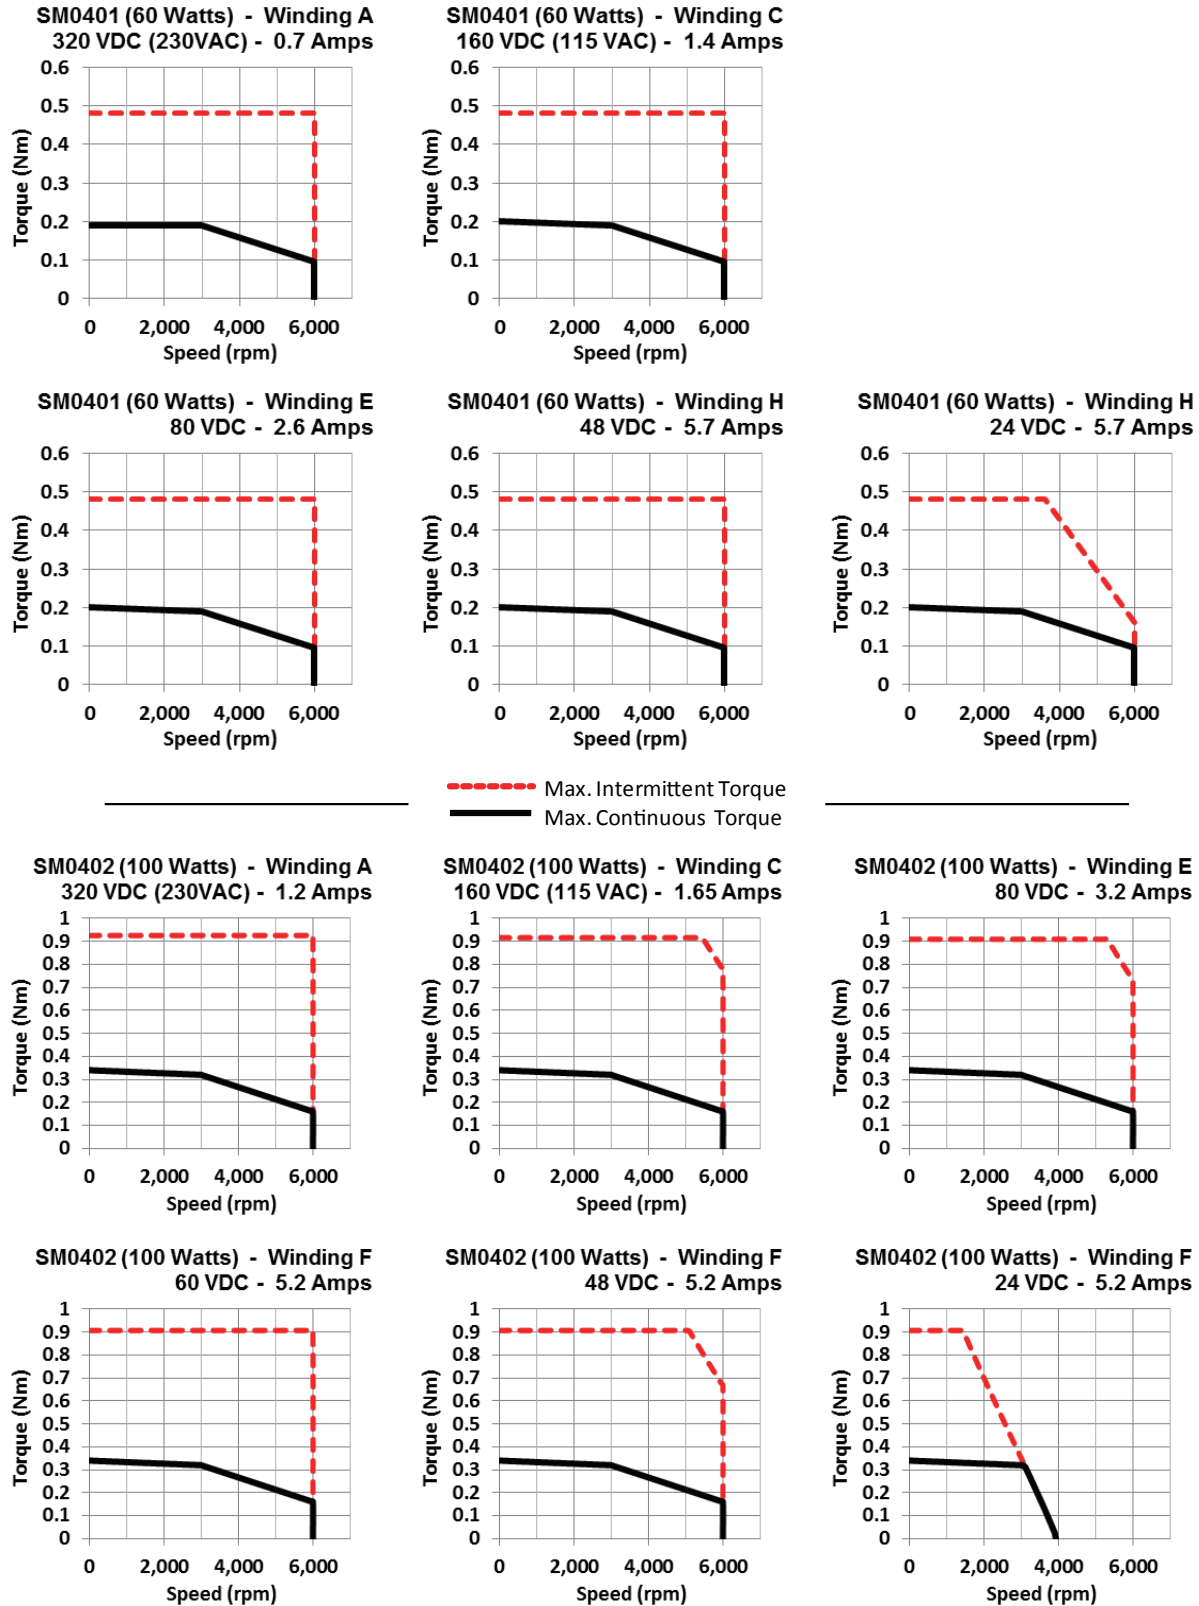 SM0401 (60 Watts) - Winding A
320 VDC (230VAC) - 0.7 Amps
Torque (Nm)
0.6
0.5
0.4
0.3
0.2
0.1
0
0 2,000 4,000 6,000
Speed (rpm)
SM0401 (60 Watts) - Winding C
160 VDC (115 VAC) - 1.4 Amps
Torque (Nm)
0.6
0.5
0.4
0.3
0.2
0.1
0
0 2,000 4,000 6,000
Speed (rpm)
SM0401 (60 Watts) - Winding E
80 VDC - 2.6 Amps
Torque (Nm)
0.6
0.5
0.4
0.3
0.2
0.1
0
0 2,000 4,000 6,000
Speed (rpm)
SM0401 (60 Watts) - Winding H
48 VDC - 5.7 Amps
Torque (Nm)
0.6
0.5
0.4
0.3
0.2
0.1
0
0 2,000 4,000 6,000
Speed (rpm)
SM0401 (60 Watts) - Winding H
24 VDC - 5.7 Amps
Torque (Nm)
0.6
0.5
0.4
0.3
0.2
0.1
0
0 2,000 4,000 6,000
Speed (rpm)
Max. Intermittent Torque
Max. Continuous Torque
SM0402 (100 Watts) - Winding A
320 VDC (230VAC) - 1.2 Amps
Torque (Nm)
1
0.9
0.8
0.7
0.6
0.5
0.4
0.3
0.2
0.1
0
0 2,000 4,000 6,000
Speed (rpm)
SM0402 (100 Watts) - Winding C
160 VDC (115 VAC) - 1.65 Amps
Torque (Nm)
1
0.9
0.8
0.7
0.6
0.5
0.4
0.3
0.2
0.1
0
0 2,000 4,000 6,000
Speed (rpm)
SM0402 (100 Watts) - Winding E
80 VDC - 3.2 Amps
Torque (Nm)
1
0.9
0.8
0.7
0.6
0.5
0.4
0.3
0.2
0.1
0
0 2,000 4,000 6,000
Speed (rpm)
SM0402 (100 Watts) - Winding F
60 VDC - 5.2 Amps
Torque (Nm)
1
0.9
0.8
0.7
0.6
0.5
0.4
0.3
0.2
0.1
0
0 2,000 4,000 6,000
Speed (rpm)
SM0402 (100 Watts) - Winding F
48 VDC - 5.2 Amps
Torque (Nm)
1
0.9
0.8
0.7
0.6
0.5
0.4
0.3
0.2
0.1
0
0 2,000 4,000 6,000
Speed (rpm)
SM0402 (100 Watts) - Winding F
24 VDC - 5.2 Amps
Torque (Nm)
1
0.9
0.8
0.7
0.6
0.5
0.4
0.3
0.2
0.1
0
0 2,000 4,000 6,000
Speed (rpm)